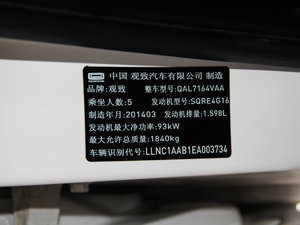 中国 观致汽车有限公司 制造
品牌:观致 整车型号:QAL7164VAA
乘坐人数:5 发动机型号:SQRE4G16
制造年月:201403 发动机排量:1.598L
发动机最大净功率:93kW
最大允许总质量:1840kg
车辆识别代号:LLNC1AAB1EA003734